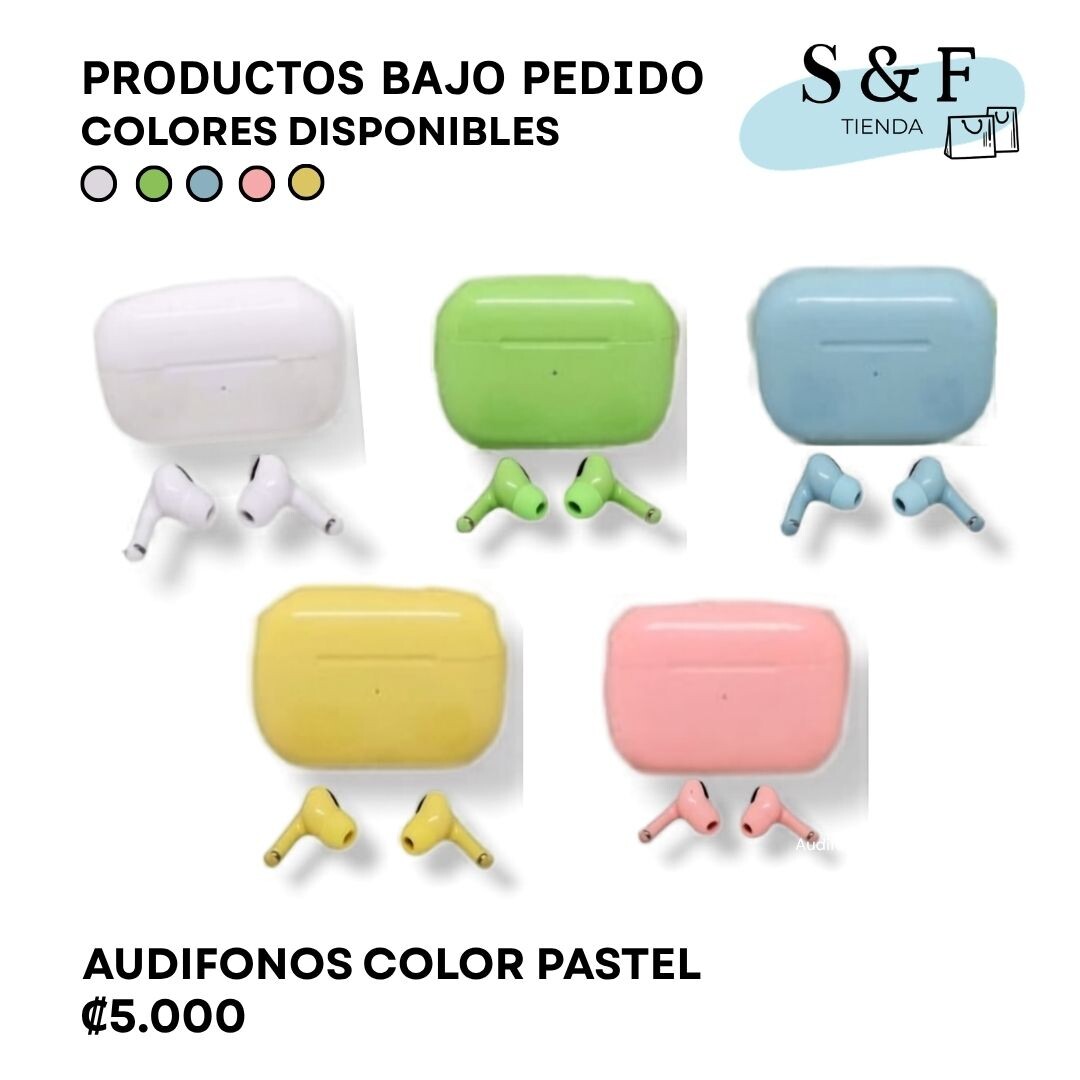 PRODUCTOS BAJO PEDIDO
COLORES DISPONIBLES
S & F
TIENDA
AUDIFONOS COLOR PASTEL
₡5.000